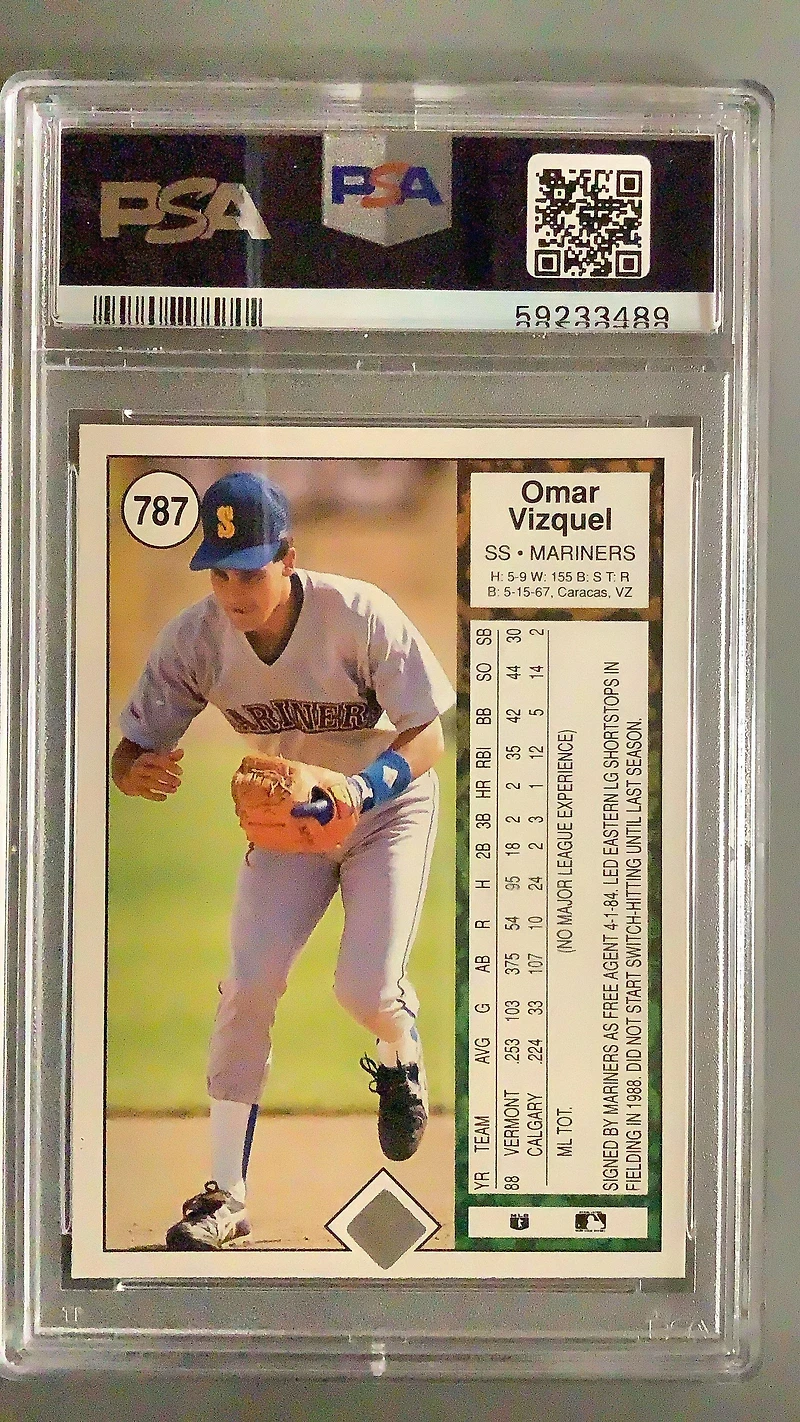 PSA
PSA
59233489
787
S
ARINER
Omar
Vizquel
SS • MARINERS
H: 5-9 W: 155 B: S T: R
B: 5-15-67, Caracas, VZ
YR TEAM AVG G AB R H 2B 3B HR RBI BB SO SB
88 VERMONT .253 103 375 54 95 18 2 2 35 42 44 30
CALGARY .224 33 107 10 24 2 3 1 12 5 14 2
ML TOT. (NO MAJOR LEAGUE EXPERIENCE)
SIGNED BY MARINERS AS FREE AGENT 4-1-84. LED EASTERN LG SHORTSTOPS IN
FIELDING IN 1988. DID NOT START SWITCH-HITTING UNTIL LAST SEASON.